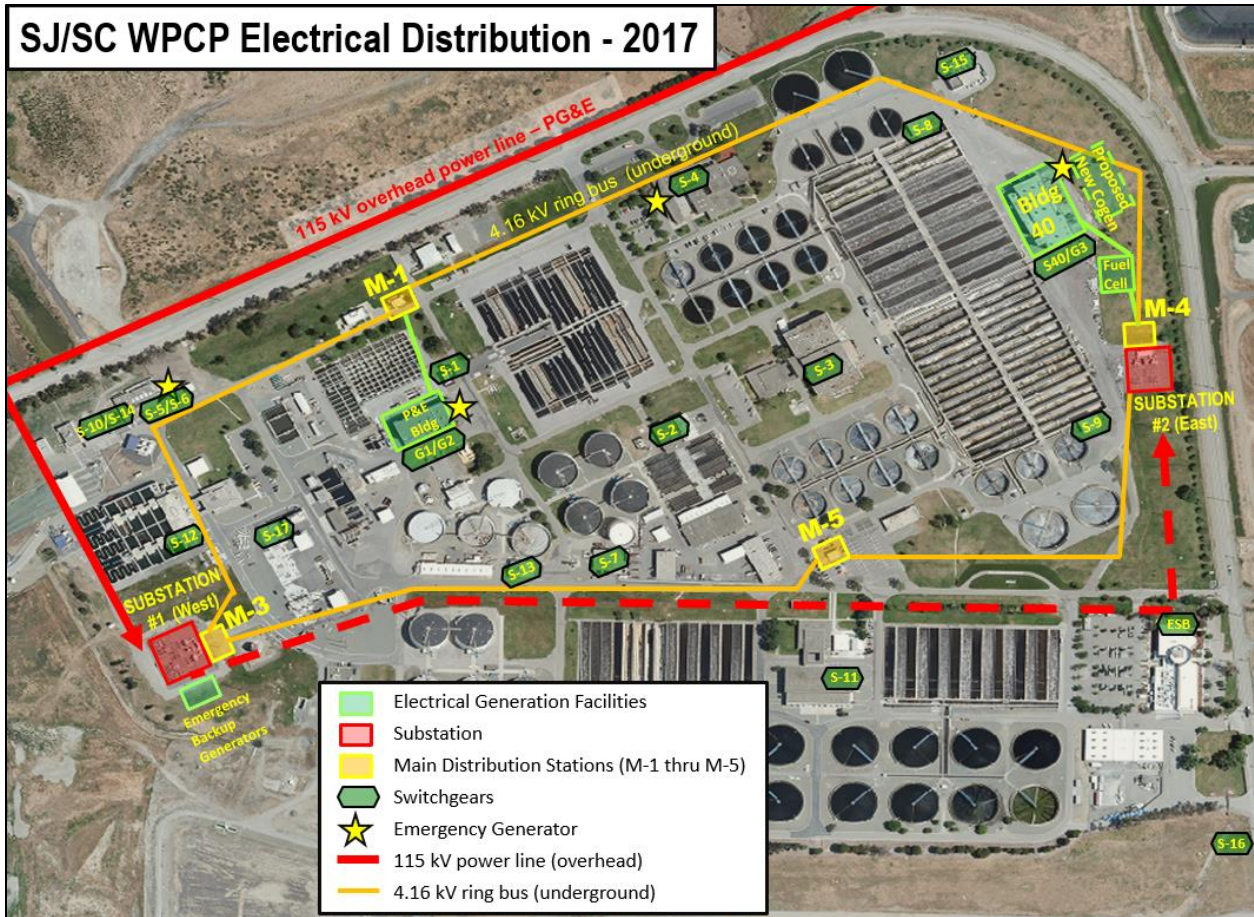 SJ/SC WPCP Electrical Distribution - 2017
115 kV overhead power line – PG&E
4.16 kV ring bus (underground)
S-15
S-8
S-4
Bldg
40
Proposed
New Cogen
S40/G3
Fuel
Cell
M-4
SUBSTATION
#2 (East)
M-1
S-1
P&E
Bldg
G1/G2
S-10/S-14
S-5/S-6
S-3
S-2
S-9
S-12
S-17
S-13
S-7
M-5
SUBSTATION
#1 (West)
M-3
Emergency
Backup
Generators
ESB
S-11
S-16
Electrical Generation Facilities
Substation
Main Distribution Stations (M-1 thru M-5)
Switchgears
Emergency Generator
115 kV power line (overhead)
4.16 kV ring bus (underground)